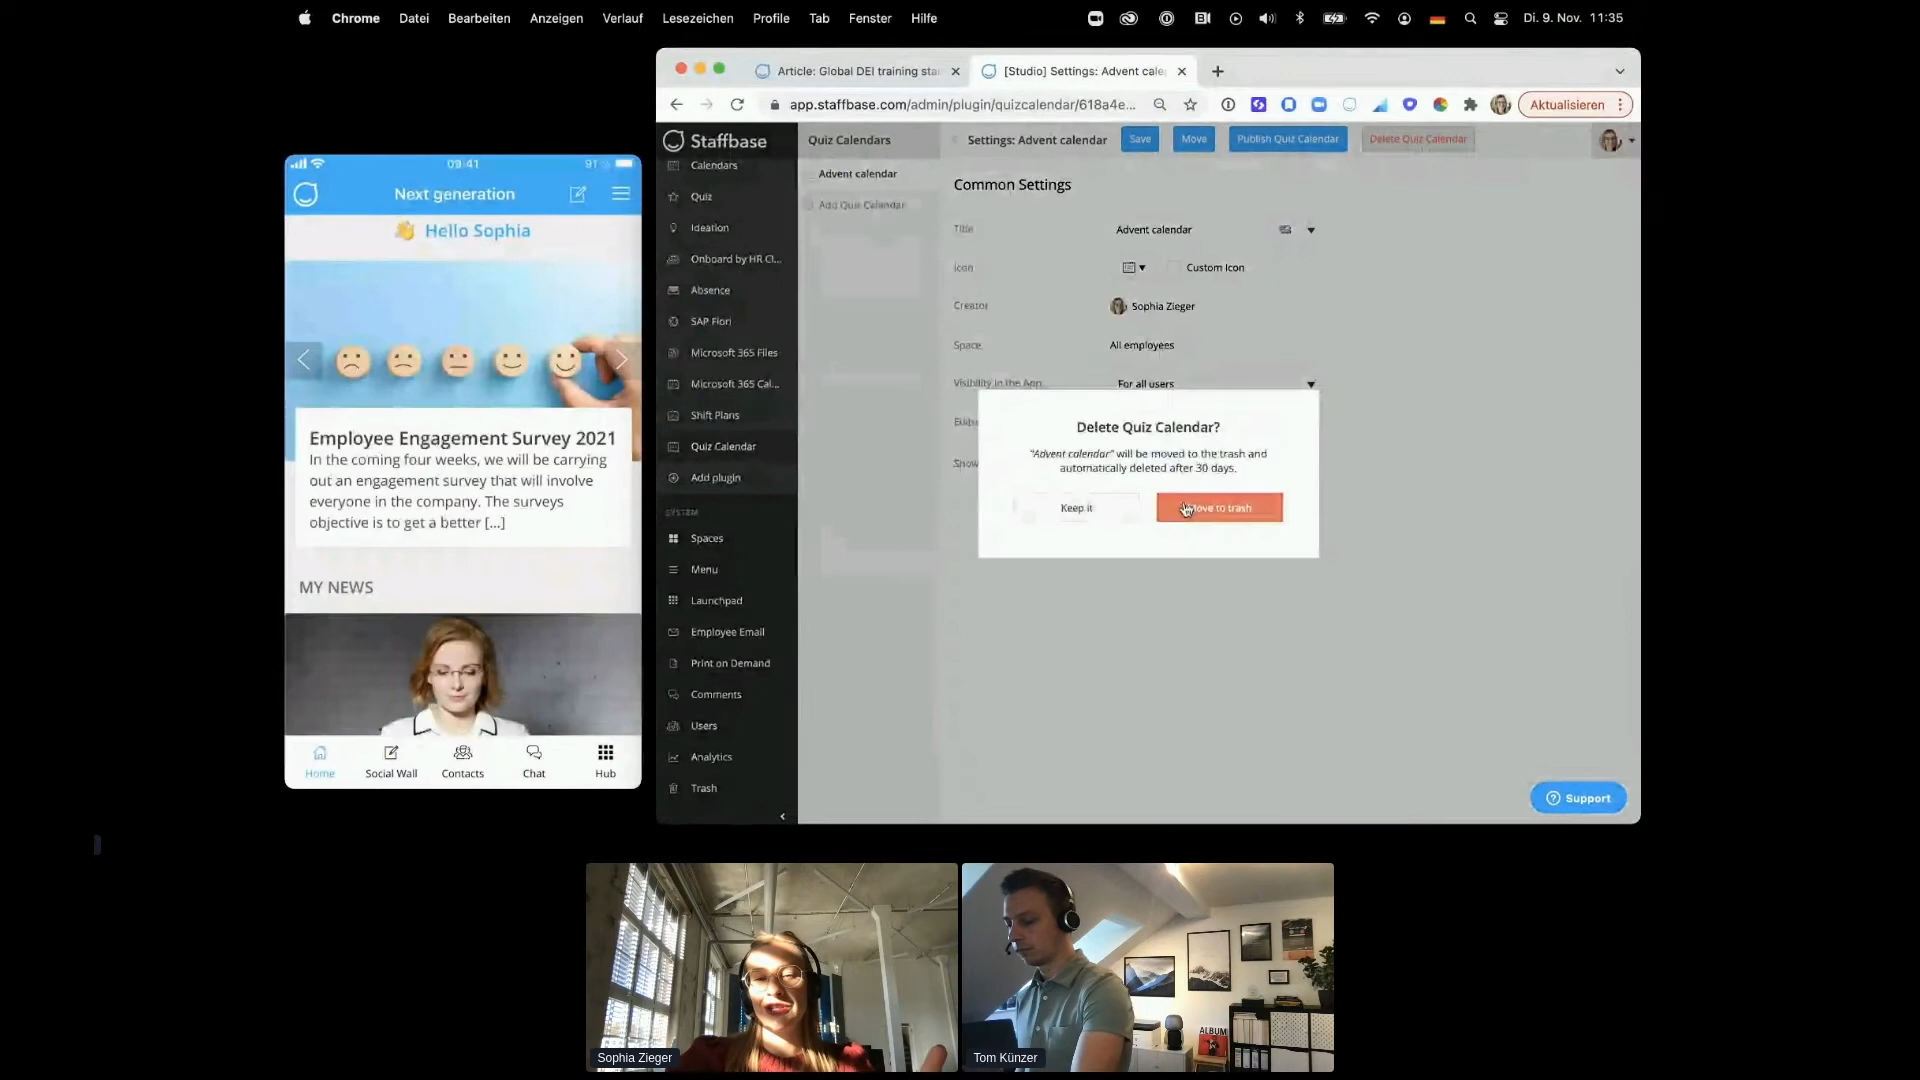 Chrome Datei Bearbeiten Anzeigen Verlauf Lesezeichen Profile Tab Fenster Hilfe
Di. 9. Nov. 11:35
Article: Global DEI training sta
[Studio] Settings: Advent cale
app.staffbase.com/admin/plugin/quizcalendar/618a4e...
Aktualisieren
Staffbase
Quiz Calendars
Settings: Advent calendar
Save
Move
Publish Quiz Calendar
Delete Quiz Calendar
Calendars
Quiz
Ideation
Onboard by HR Cl...
Absence
SAP Fiori
Microsoft 365 Files
Microsoft 365 Cal...
Shift Plans
Quiz Calendar
Add plugin
SYSTEM
Spaces
Menu
Launchpad
Employee Email
Print on Demand
Comments
Users
Analytics
Trash
Advent calendar
Add Quiz Calendar
Common Settings
Title Advent calendar
Icon Custom Icon
Creator Sophia Zieger
Space All employees
Visibility in the App For all users
Show
Delete Quiz Calendar?
"Advent calendar" will be moved to the trash and
automatically deleted after 30 days.
Keep it
Move to trash
Support
09:41
91
Next generation
Hello Sophia
Employee Engagement Survey 2021
In the coming four weeks, we will be carrying
out an engagement survey that will involve
everyone in the company. The surveys
objective is to get a better [...]
MY NEWS
Home Social Wall Contacts Chat Hub
Sophia Zieger
Tom Künzer
ALBUM